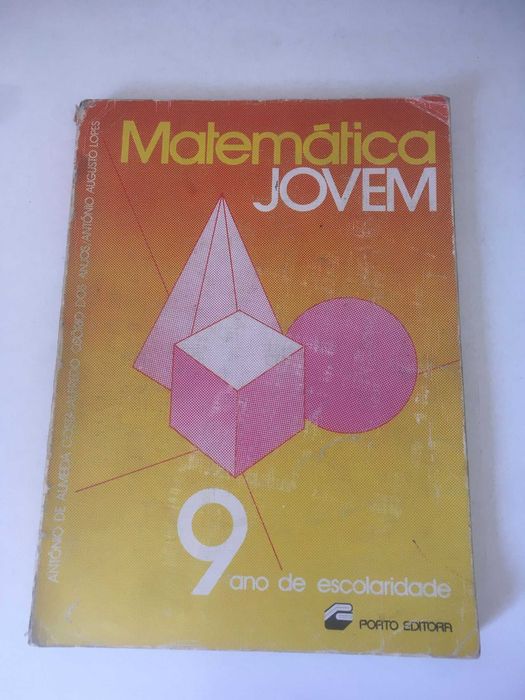 Matemática
JOVEM
ANTÓNIO DE ALMEIDA COSTA/ALFREDO OSÓRIO DOS ANJOS/ANTÓNIO AUGUSTO LOPES
9 ano de escolaridade
PORTO EDITORA